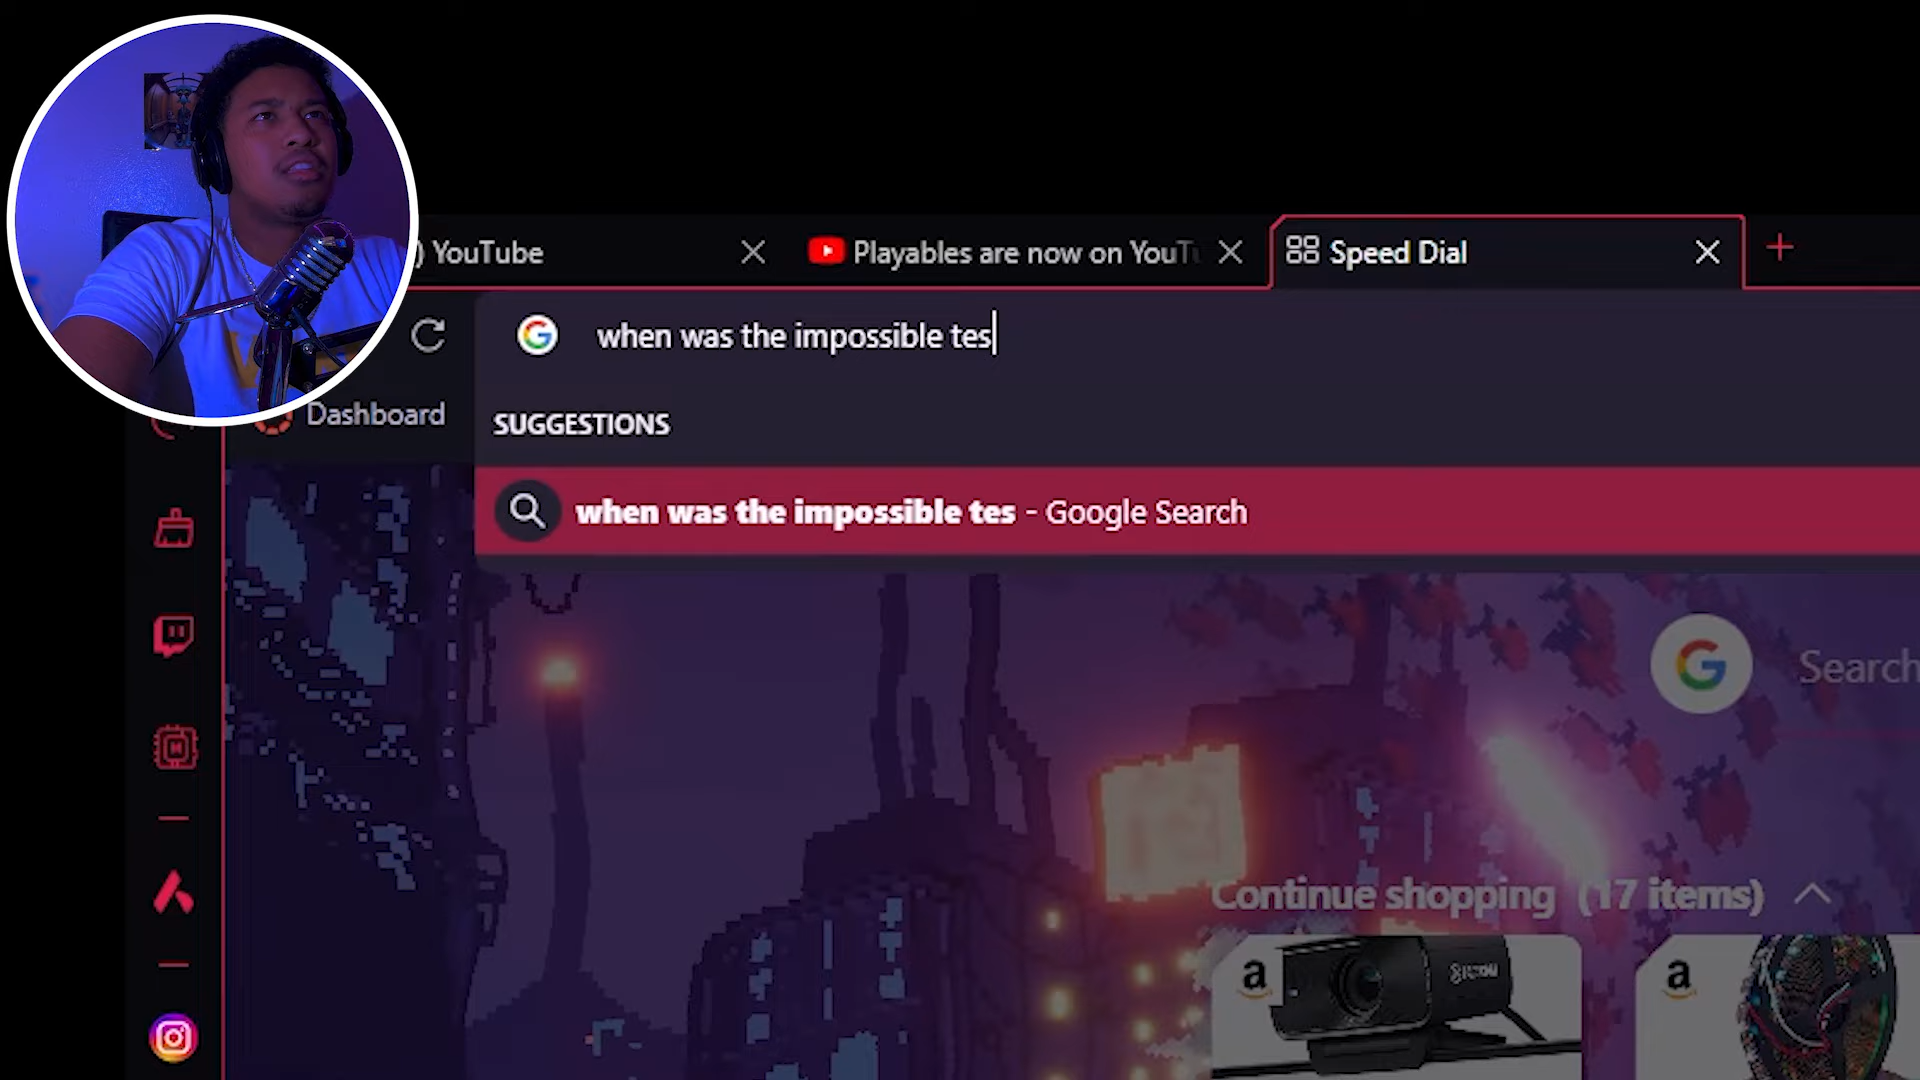 ) YouTube
Playables are now on YouTu
Speed Dial
when was the impossible tes
Dashboard
SUGGESTIONS
when was the impossible tes - Google Search
Search
Continue shopping (17 items)